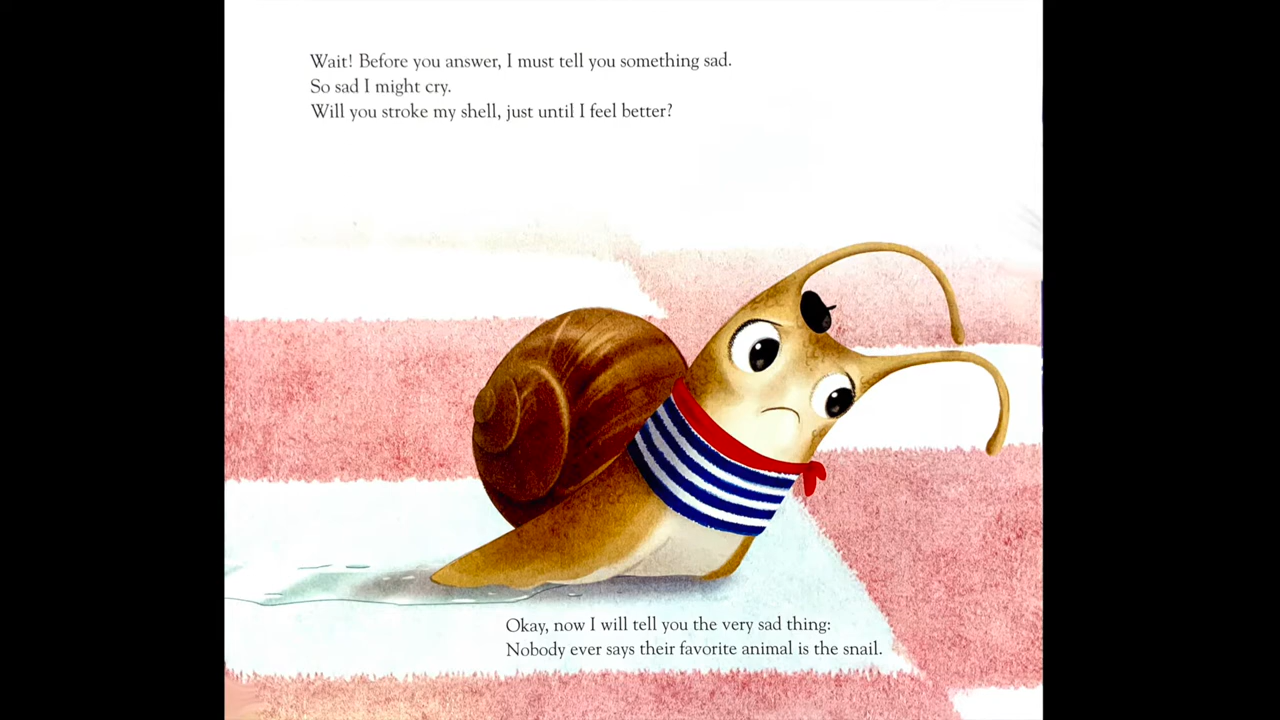 Wait! Before you answer, I must tell you something sad.
So sad I might cry.
Will you stroke my shell, just until I feel better?
Okay, now I will tell you the very sad thing:
Nobody ever says their favorite animal is the snail.